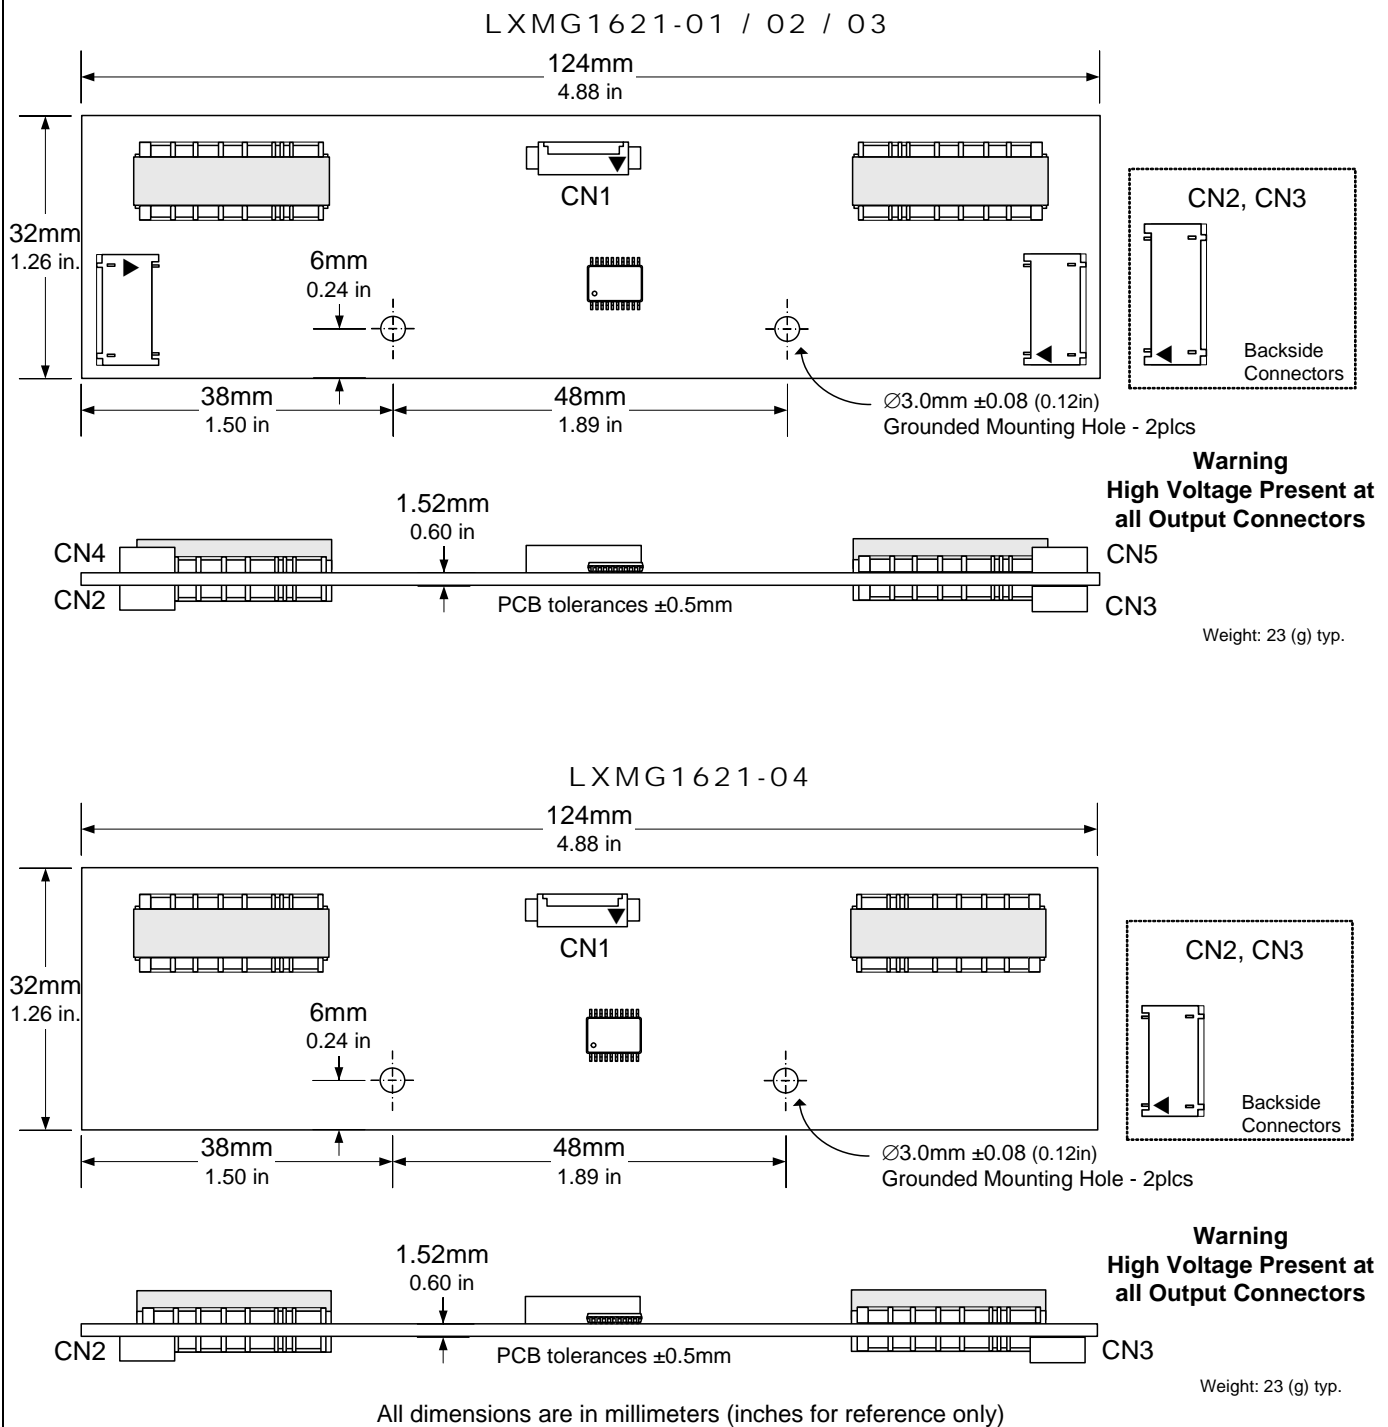 LXMG1621-01 / 02 / 03
124mm
4.88 in
CN1
CN2, CN3
32mm
1.26 in.
6mm
0.24 in
Backside
Connectors
38mm
1.50 in
48mm
1.89 in
∅3.0mm ±0.08 (0.12in)
Grounded Mounting Hole - 2plcs
Warning
High Voltage Present at
all Output Connectors
1.52mm
0.60 in
CN4
CN5
CN2
PCB tolerances ±0.5mm
CN3
Weight: 23 (g) typ.
LXMG1621-04
124mm
4.88 in
CN1
CN2, CN3
32mm
1.26 in.
6mm
0.24 in
Backside
Connectors
38mm
1.50 in
48mm
1.89 in
∅3.0mm ±0.08 (0.12in)
Grounded Mounting Hole - 2plcs
Warning
High Voltage Present at
all Output Connectors
1.52mm
0.60 in
CN2
PCB tolerances ±0.5mm
CN3
Weight: 23 (g) typ.
All dimensions are in millimeters (inches for reference only)